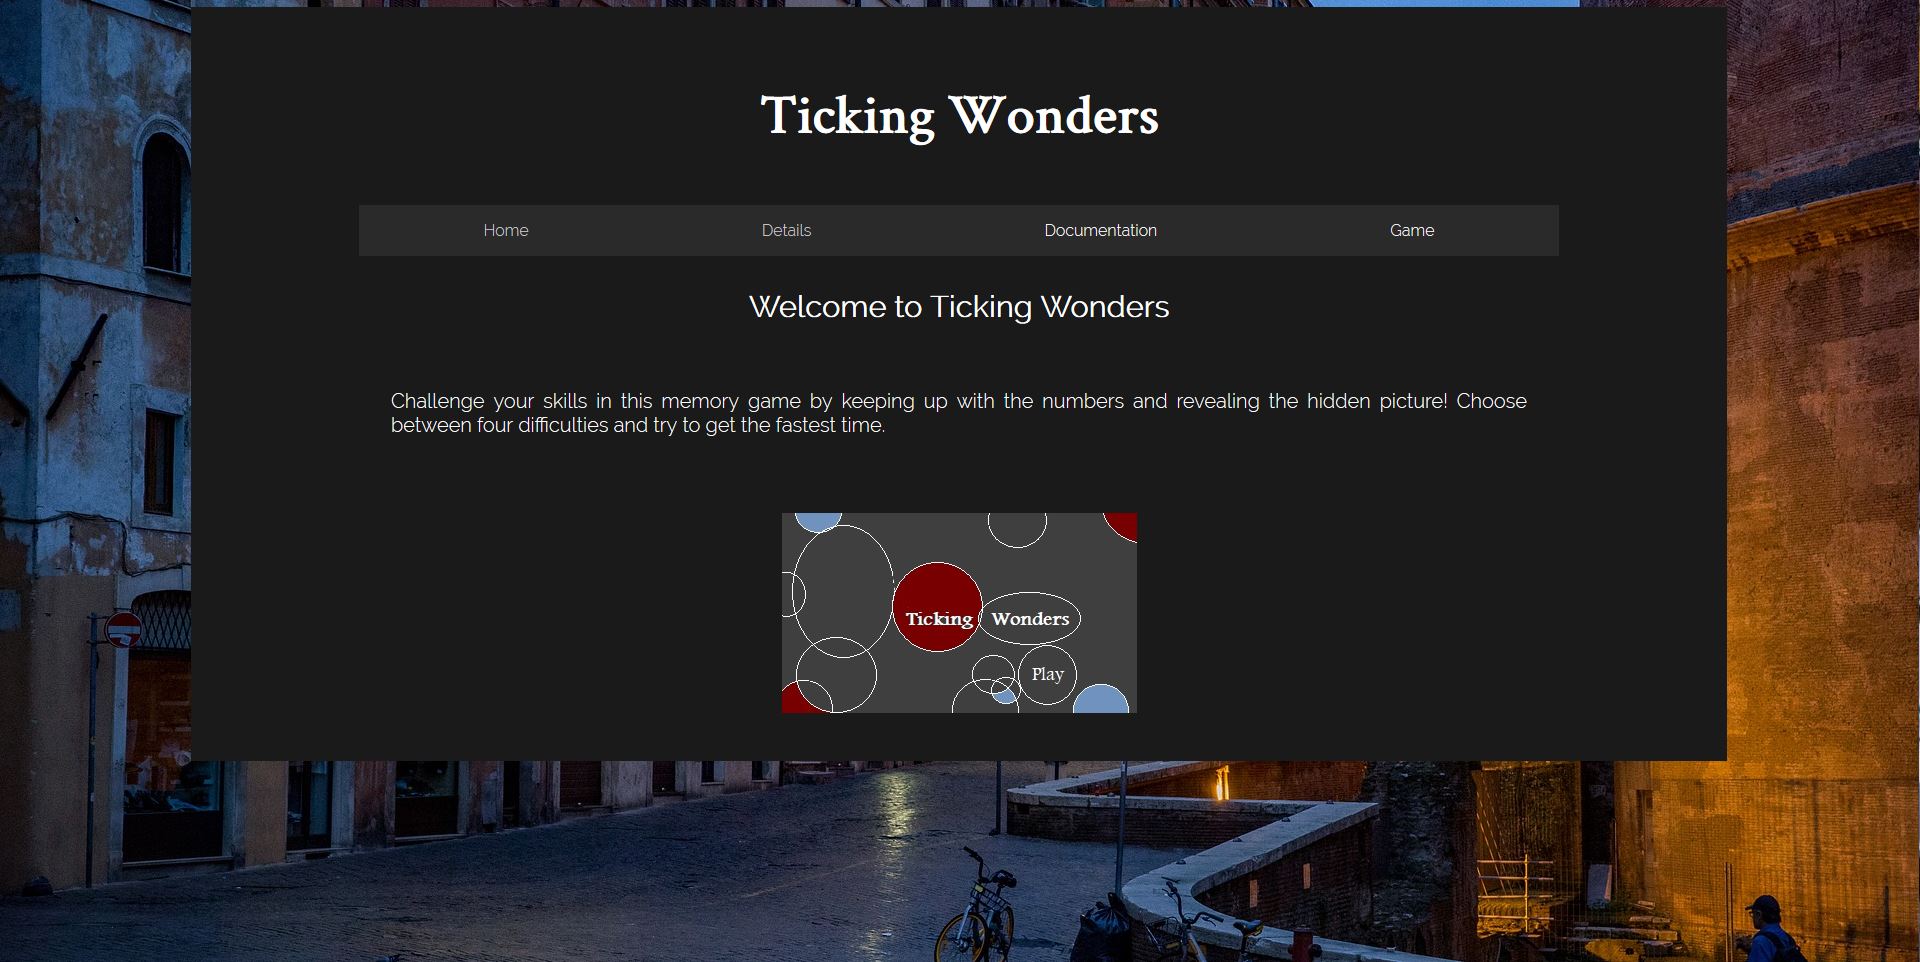 Ticking Wonders
Home Details Documentation Game
Welcome to Ticking Wonders
Challenge your skills in this memory game by keeping up with the numbers and revealing the hidden picture! Choose
between four difficulties and try to get the fastest time.
Ticking Wonders
Play